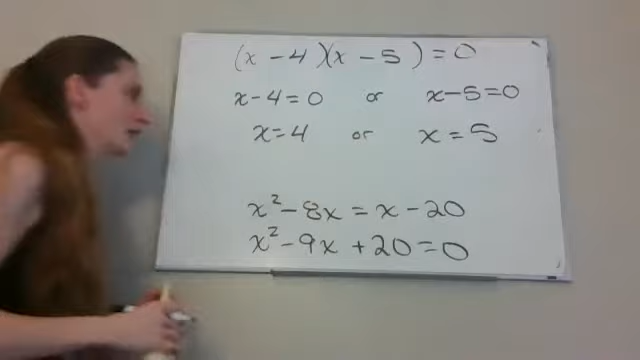 (x - 4)(x - 5) = 0
x - 4 = 0 or x - 5 = 0
x = 4 or x = 5
x² - 8x = x - 20
x² - 9x + 20 = 0